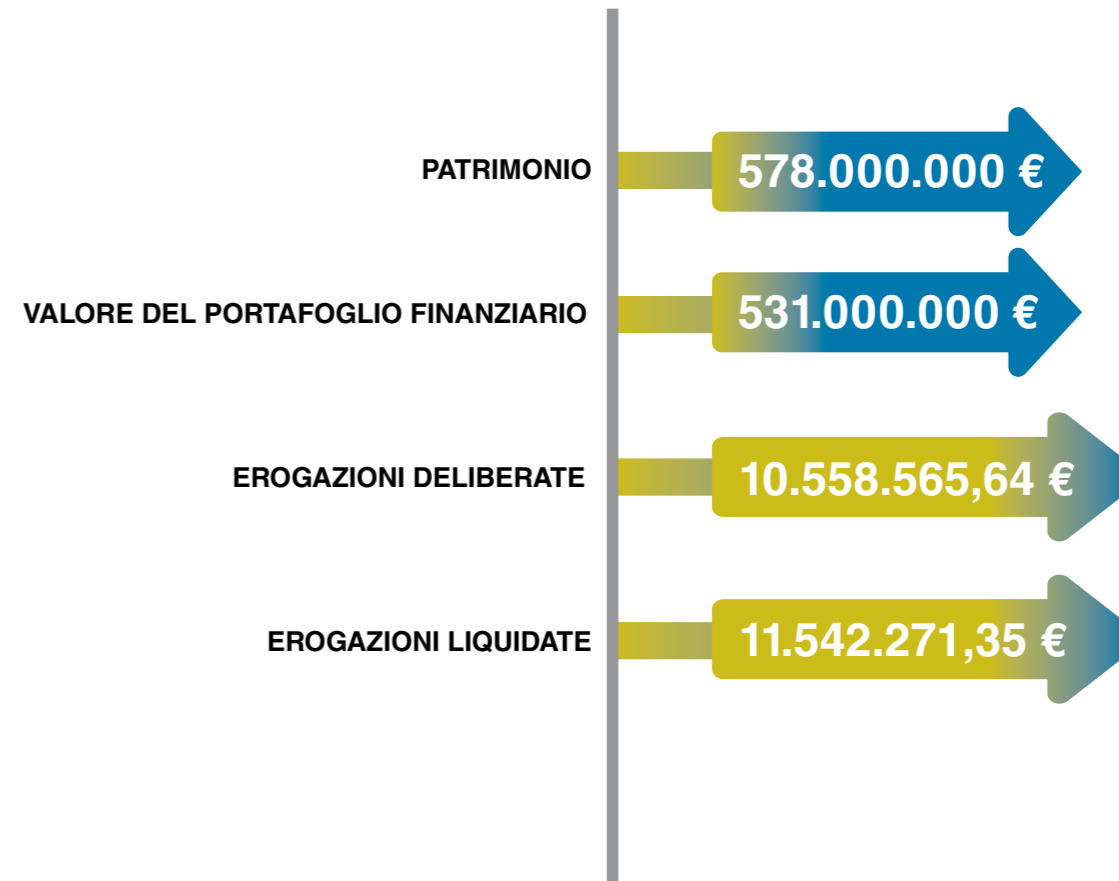 PATRIMONIO
578.000.000 €
VALORE DEL PORTAFOGLIO FINANZIARIO
531.000.000 €
EROGAZIONI DELIBERATE
10.558.565,64 €
EROGAZIONI LIQUIDATE
11.542.271,35 €